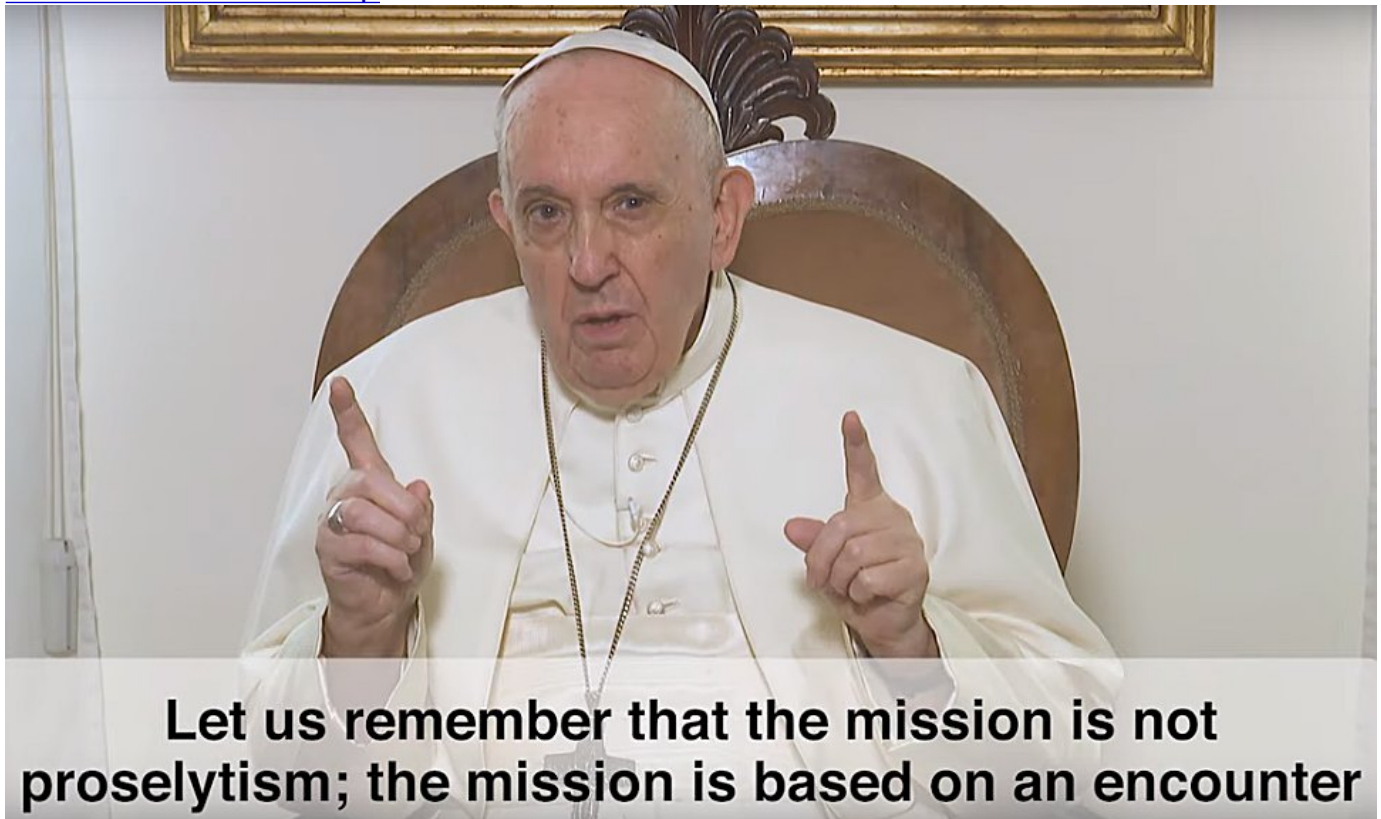 Let us remember that the mission is not
proselytism; the mission is based on an encounter